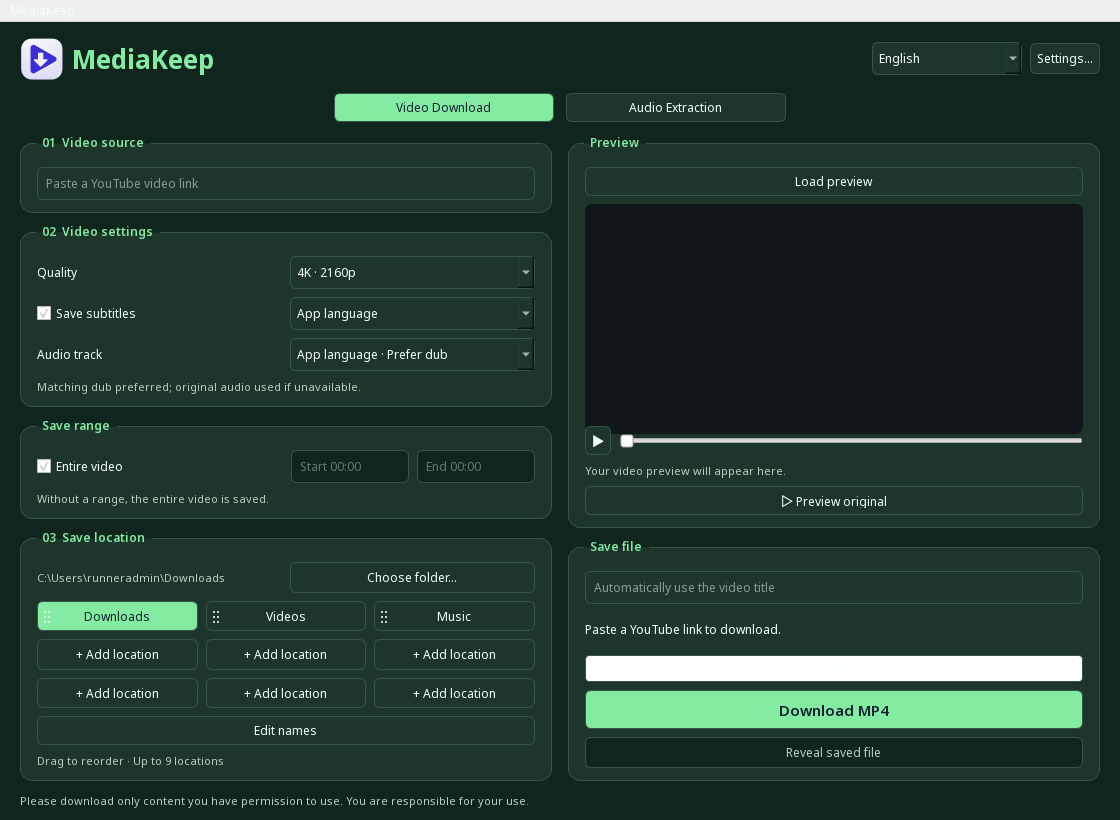 MediaKeep
MediaKeep
English
Settings...
Video Download
Audio Extraction
01 Video source
Paste a YouTube video link
02 Video settings
Quality
4K · 2160p
Save subtitles
App language
Audio track
App language · Prefer dub
Matching dub preferred; original audio used if unavailable.
Save range
Entire video
Start 00:00
End 00:00
Without a range, the entire video is saved.
03 Save location
C:\Users\runneradmin\Downloads
Choose folder...
Downloads
Videos
Music
+ Add location
+ Add location
+ Add location
+ Add location
+ Add location
+ Add location
Edit names
Drag to reorder · Up to 9 locations
Preview
Load preview
Your video preview will appear here.
Preview original
Save file
Automatically use the video title
Paste a YouTube link to download.
Download MP4
Reveal saved file
Please download only content you have permission to use. You are responsible for your use.